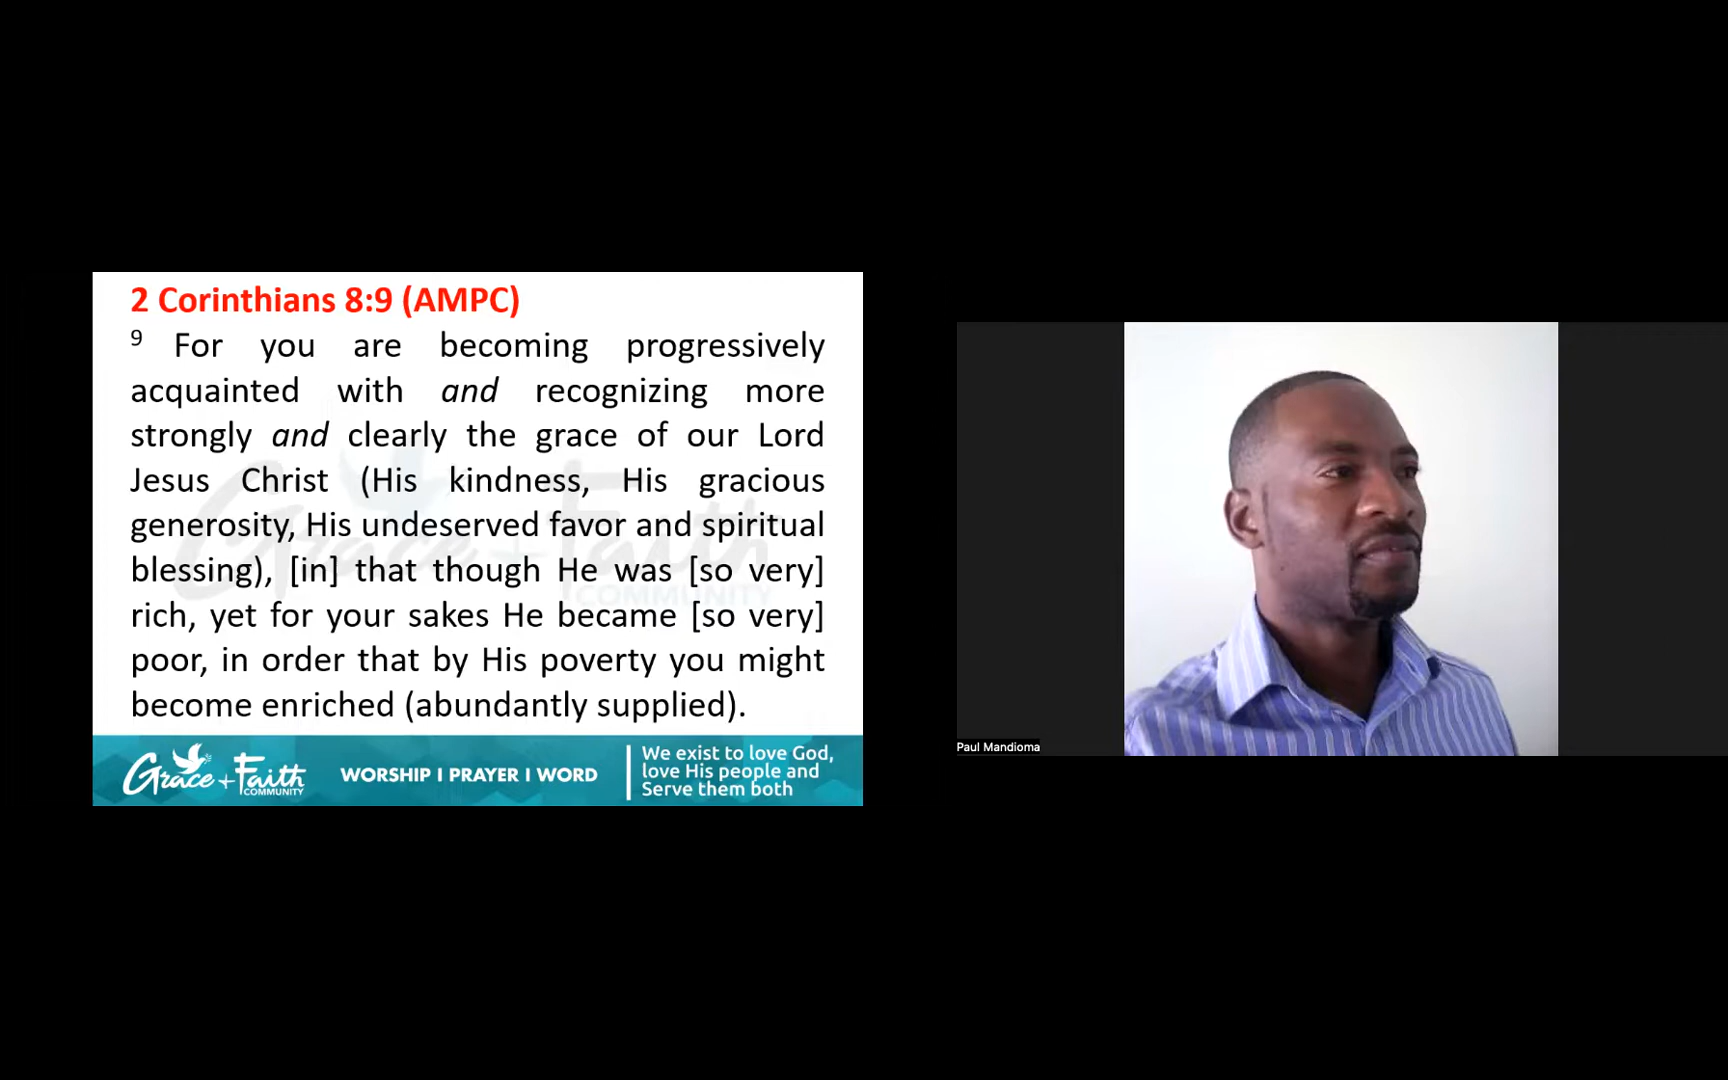 2 Corinthians 8:9 (AMPC)
9 For you are becoming progressively
acquainted with and recognizing more
strongly and clearly the grace of our Lord
Jesus Christ (His kindness, His gracious
generosity, His undeserved favor and spiritual
blessing), [in] that though He was [so very]
rich, yet for your sakes He became [so very]
poor, in order that by His poverty you might
become enriched (abundantly supplied).
Grace + Faith
COMMUNITY
WORSHIP I PRAYER I WORD
We exist to love God,
love His people and
Serve them both
Grace + Faith
COMMUNITY
Paul Mandioma